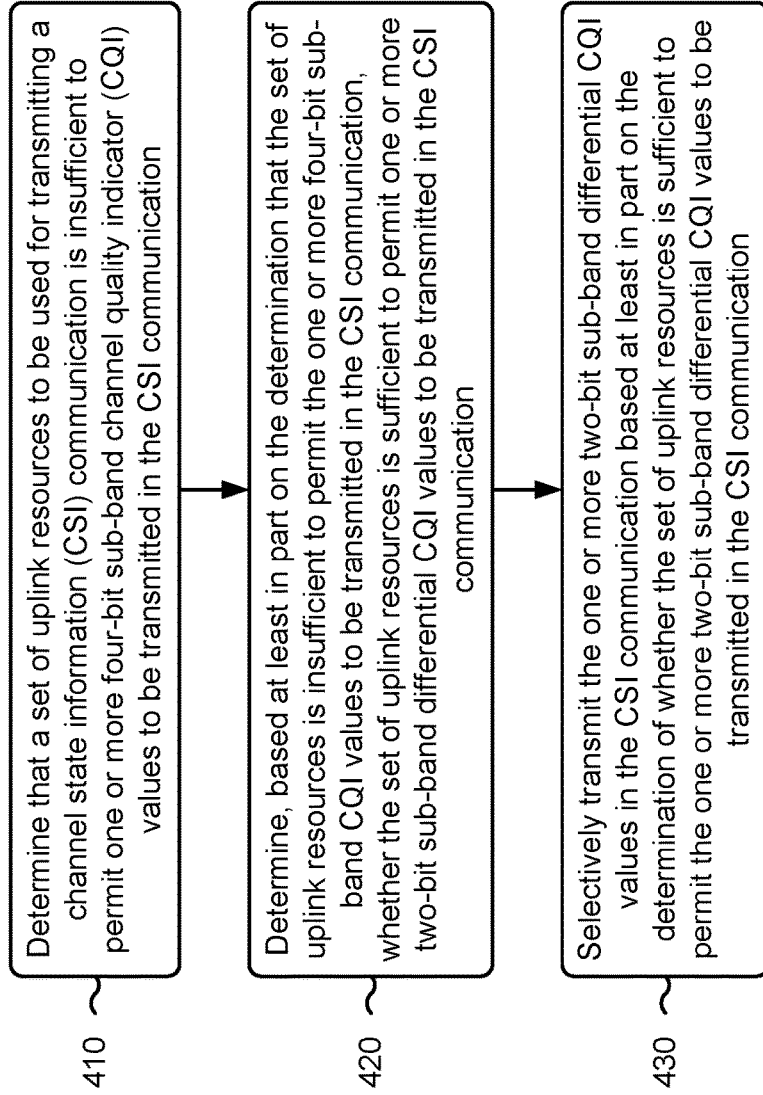 410
Determine that a set of uplink resources to be used for transmitting a
channel state information (CSI) communication is insufficient to
permit one or more four-bit sub-band channel quality indicator (CQI)
values to be transmitted in the CSI communication
420
Determine, based at least in part on the determination that the set of
uplink resources is insufficient to permit the one or more four-bit sub-
band CQI values to be transmitted in the CSI communication,
whether the set of uplink resources is sufficient to permit one or more
two-bit sub-band differential CQI values to be transmitted in the CSI
communication
430
Selectively transmit the one or more two-bit sub-band differential CQI
values in the CSI communication based at least in part on the
determination of whether the set of uplink resources is sufficient to
permit the one or more two-bit sub-band differential CQI values to be
transmitted in the CSI communication